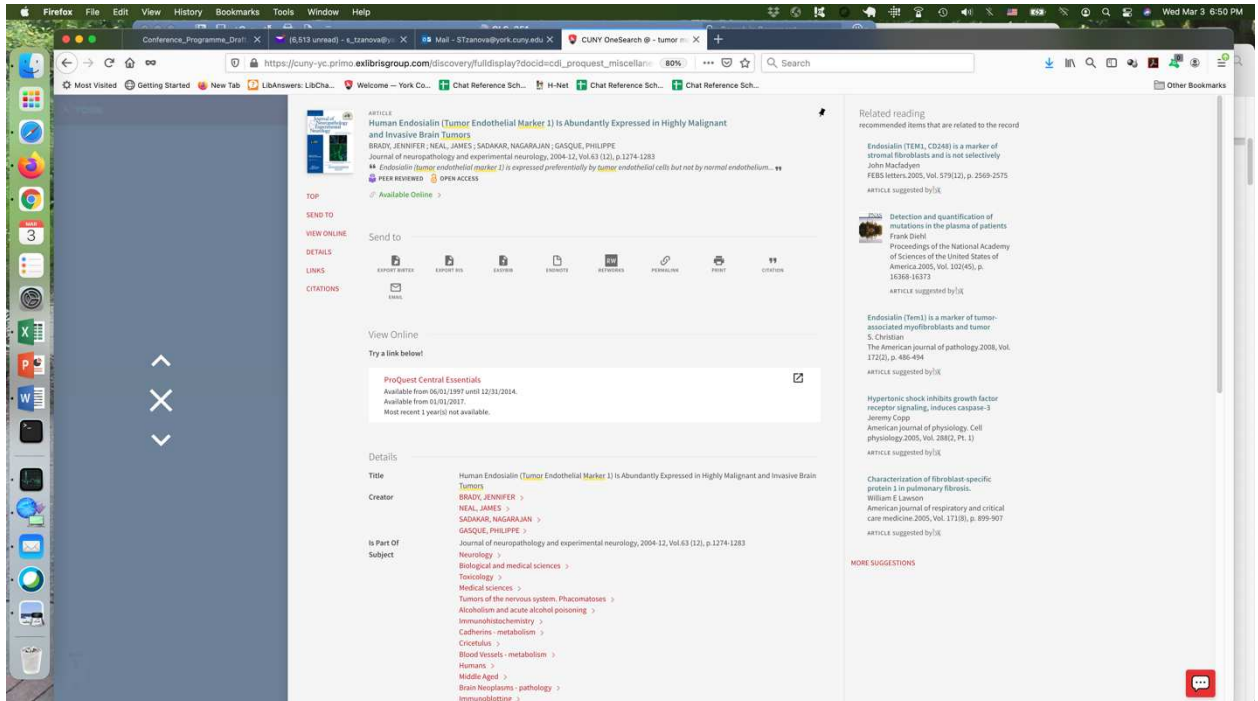 Firefox File Edit View History Bookmarks Tools Window Help
Wed Mar 3 6:50 PM
Conference_Programme_Draft
(6,513 unread) - s_tzanova@y
Mail - STzanova@york.cuny.edu
CUNY OneSearch @ - tumor m
https://cuny-yc.primo.exlibrisgroup.com/discovery/fulldisplay?docid=cdi_proquest_miscellane
80%
Search
Most Visited Getting Started New Tab LibAnswers: LibCha... Welcome — York Co... Chat Reference Sch... H-Net Chat Reference Sch... Chat Reference Sch...
Other Bookmarks
TOP
SEND TO
VIEW ONLINE
DETAILS
LINKS
CITATIONS
ARTICLE
Human Endosialin (Tumor Endothelial Marker 1) Is Abundantly Expressed in Highly Malignant
and Invasive Brain Tumors
BRADY, JENNIFER ; NEAL, JAMES ; SADAKAR, NAGARAJAN ; GASQUE, PHILIPPE
Journal of neuropathology and experimental neurology, 2004-12, Vol.63 (12), p.1274-1283
Endosialin (tumor endothelial marker 1) is expressed preferentially by tumor endothelial cells but not by normal endothelium...
PEER REVIEWED OPEN ACCESS
Available Online >
Send to
EXPORT BIBTEX
EXPORT RIS
EASYBIB
ENDNOTE
RW
REFWORKS
PERMALINK
PRINT
CITATION
EMAIL
View Online
Try a link below!
ProQuest Central Essentials
Available from 06/01/1997 until 12/31/2014.
Available from 01/01/2017.
Most recent 1 year(s) not available.
Details
Title Human Endosialin (Tumor Endothelial Marker 1) Is Abundantly Expressed in Highly Malignant and Invasive Brain
Tumors
Creator BRADY, JENNIFER >
NEAL, JAMES >
SADAKAR, NAGARAJAN >
GASQUE, PHILIPPE >
Is Part Of Journal of neuropathology and experimental neurology, 2004-12, Vol.63 (12), p.1274-1283
Subject Neurology >
Biological and medical sciences >
Toxicology >
Medical sciences >
Tumors of the nervous system. Phacomatoses >
Alcoholism and acute alcohol poisoning >
Immunohistochemistry >
Cadherins - metabolism >
Cricetulus >
Blood Vessels - metabolism >
Humans >
Middle Aged >
Brain Neoplasms - pathology >
Immunoblotting >
Related reading
recommended items that are related to the record
Endosialin (TEM1, CD248) is a marker of
stromal fibroblasts and is not selectively
John Macfadyen
FEBS letters.2005, Vol. 579(12), p. 2569-2575
ARTICLE suggested by
Detection and quantification of
mutations in the plasma of patients
Frank Diehl
Proceedings of the National Academy
of Sciences of the United States of
America.2005, Vol. 102(45), p.
16368-16373
ARTICLE suggested by
Endosialin (Tem1) is a marker of tumor-
associated myofibroblasts and tumor
S. Christian
The American journal of pathology.2008, Vol.
172(2), p. 486-494
ARTICLE suggested by
Hypertonic shock inhibits growth factor
receptor signaling, induces caspase-3
Jeremy Copp
American journal of physiology. Cell
physiology.2005, Vol. 288(2, Pt. 1)
ARTICLE suggested by
Characterization of fibroblast-specific
protein 1 in pulmonary fibrosis.
William E Lawson
American journal of respiratory and critical
care medicine.2005, Vol. 171(8), p. 899-907
ARTICLE suggested by
MORE SUGGESTIONS